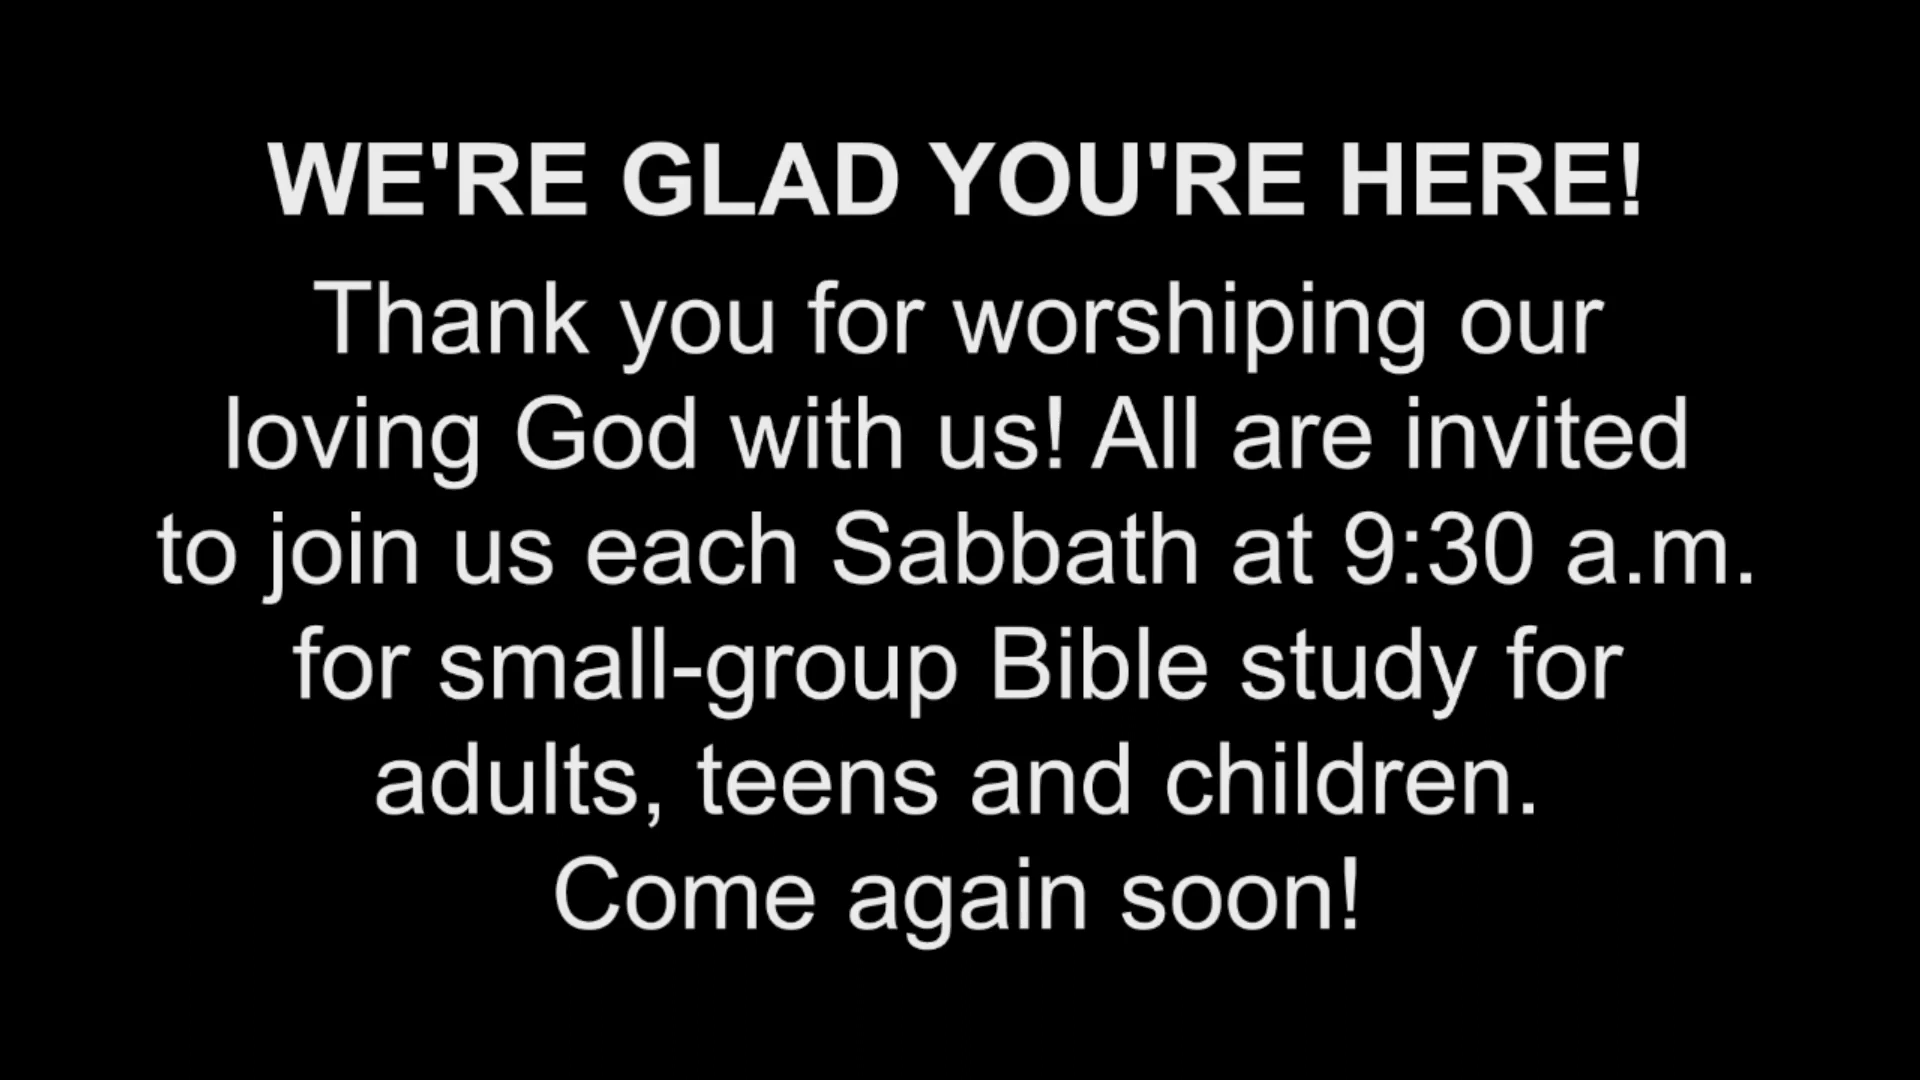 WE'RE GLAD YOU'RE HERE!
Thank you for worshiping our
loving God with us! All are invited
to join us each Sabbath at 9:30 a.m.
for small-group Bible study for
adults, teens and children.
Come again soon!